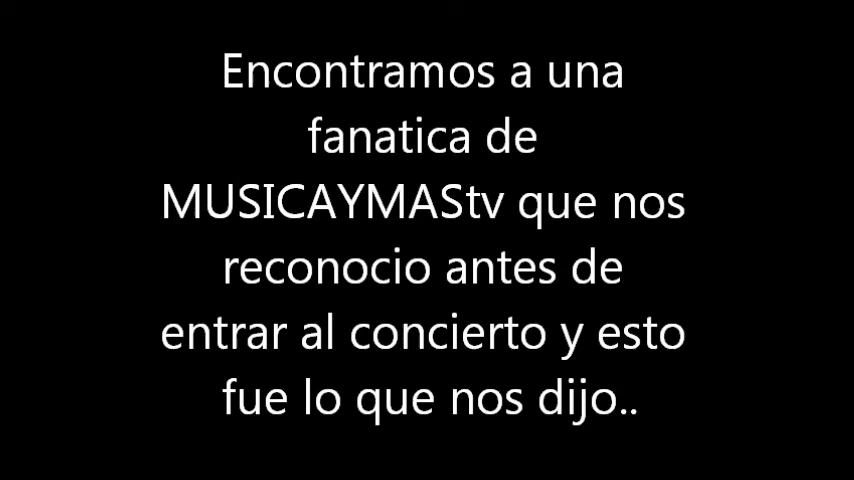 Encontramos a una
fanatica de
MUSICAYMAStv que nos
reconocio antes de
entrar al concierto y esto
fue lo que nos dijo..